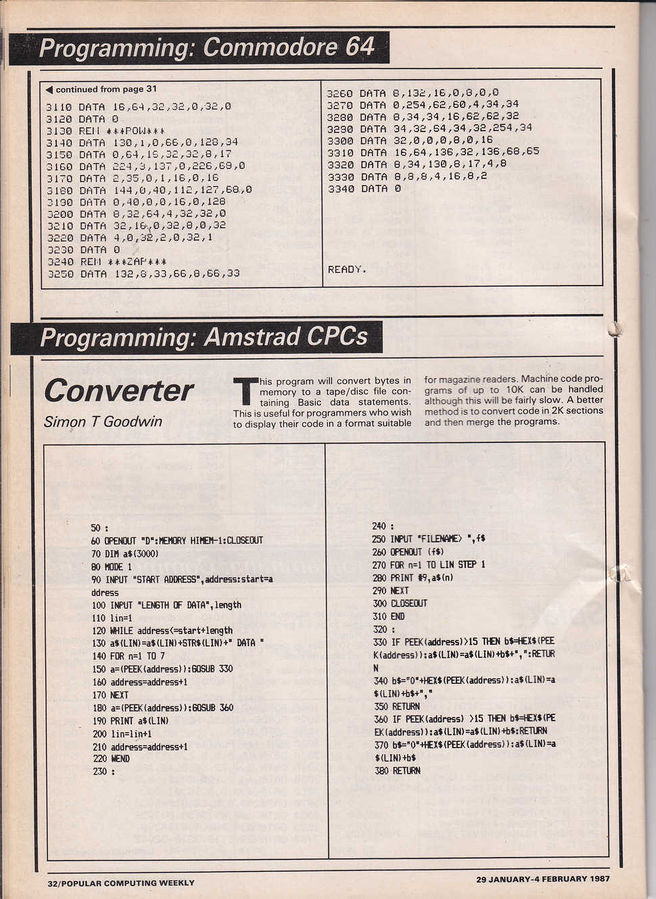 Programming: Commodore 64
◀ continued from page 31
3110 DATA 16,64,32,32,0,32,0
3120 DATA 0
3130 REM ***POW***
3140 DATA 130,1,0,66,0,128,34
3150 DATA 0,64,16,32,32,8,17
3160 DATA 224,3,137,0,226,69,0
3170 DATA 2,35,0,1,16,0,16
3180 DATA 144,0,40,112,127,68,0
3190 DATA 0,40,0,0,16,0,128
3200 DATA 8,32,64,4,32,32,0
3210 DATA 32,16,0,32,8,0,32
3220 DATA 4,0,32,2,0,32,1
3230 DATA 0
3240 REM ***ZAP***
3250 DATA 132,8,33,66,8,66,33
3260 DATA 8,132,16,0,8,0,0
3270 DATA 0,254,62,60,4,34,34
3280 DATA 8,34,34,16,62,62,32
3290 DATA 34,32,64,34,32,254,34
3300 DATA 32,0,0,0,8,0,16
3310 DATA 16,64,136,32,136,68,65
3320 DATA 8,34,130,8,17,4,8
3330 DATA 8,8,8,4,16,8,2
3340 DATA 0
READY.
Programming: Amstrad CPCs
Converter
Simon T Goodwin
This program will convert bytes in
memory to a tape/disc file con-
taining Basic data statements.
This is useful for programmers who wish
to display their code in a format suitable
for magazine readers. Machine code pro-
grams of up to 10K can be handled
although this will be fairly slow. A better
method is to convert code in 2K sections
and then merge the programs.
50 :
60 OPENOUT "D":MEMORY HIMEM-1:CLOSEOUT
70 DIM a$(3000)
80 MODE 1
90 INPUT "START ADDRESS",address:start=a
ddress
100 INPUT "LENGTH OF DATA",length
110 lin=1
120 WHILE address<=start+length
130 a$(LIN)=a$(LIN)+STR$(LIN)+" DATA "
140 FOR n=1 TO 7
150 a=(PEEK(address)):GOSUB 330
160 address=address+1
170 NEXT
180 a=(PEEK(address)):GOSUB 360
190 PRINT a$(LIN)
200 lin=lin+1
210 address=address+1
220 WEND
230 :
240 :
250 INPUT "FILENAME> ",f$
260 OPENOUT (f$)
270 FOR n=1 TO LIN STEP 1
280 PRINT #9,a$(n)
290 NEXT
300 CLOSEOUT
310 END
320 :
330 IF PEEK(address)>15 THEN b$=HEX$(PEE
K(address)):a$(LIN)=a$(LIN)+b$+",":RETUR
N
340 b$="0"+HEX$(PEEK(address)):a$(LIN)=a
$(LIN)+b$+","
350 RETURN
360 IF PEEK(address) >15 THEN b$=HEX$(PE
EK(address)):a$(LIN)=a$(LIN)+b$:RETURN
370 b$="0"+HEX$(PEEK(address)):a$(LIN)=a
$(LIN)+b$
380 RETURN
32/POPULAR COMPUTING WEEKLY
29 JANUARY-4 FEBRUARY 1987